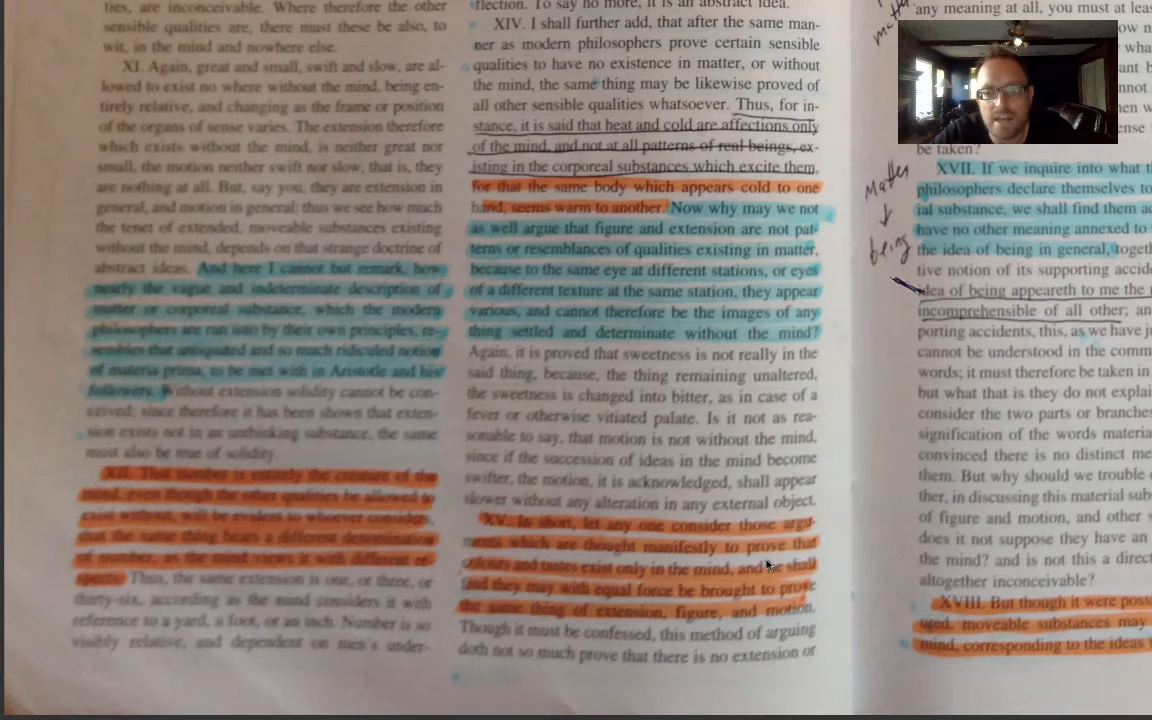 ties, are inconceivable. Where therefore the other
sensible qualities are, there must these be also, to
wit, in the mind and nowhere else.
XI. Again, great and small, swift and slow, are al-
lowed to exist no where without the mind, being en-
tirely relative, and changing as the frame or position
of the organs of sense varies. The extension therefore
which exists without the mind, is neither great nor
small, the motion neither swift nor slow, that is, they
are nothing at all. But, say you, they are extension in
general, and motion in general: thus we see how much
the tenet of extended, moveable substances existing
without the mind, depends on that strange doctrine of
abstract ideas. And here I cannot but remark, how
nearly the vague and indeterminate description of
matter or corporeal substance, which the modern
philosophers are run into by their own principles, re-
sembles that antiquated and so much ridiculed notion
of materia prima, to be met with in Aristotle and his
followers. Without extension solidity cannot be con-
ceived; since therefore it has been shown that exten-
sion exists not in an unthinking substance, the same
must also be true of solidity.
XII. That number is entirely the creature of the
mind, even though the other qualities be allowed to
exist without, will be evident to whoever considers,
that the same thing bears a different denomination
of number, as the mind views it with different re-
spects. Thus, the same extension is one, or three, or
thirty-six, according as the mind considers it with
reference to a yard, a foot, or an inch. Number is so
visibly relative, and dependent on men's under-
flection. To say no more, it is an abstract idea.
XIV. I shall further add, that after the same man-
ner as modern philosophers prove certain sensible
qualities to have no existence in matter, or without
the mind, the same thing may be likewise proved of
all other sensible qualities whatsoever. Thus, for in-
stance, it is said that heat and cold are affections only
of the mind, and not at all patterns of real beings, ex-
isting in the corporeal substances which excite them,
for that the same body which appears cold to one
hand, seems warm to another. Now why may we not
as well argue that figure and extension are not pat-
terns or resemblances of qualities existing in matter,
because to the same eye at different stations, or eyes
of a different texture at the same station, they appear
various, and cannot therefore be the images of any
thing settled and determinate without the mind?
Again, it is proved that sweetness is not really in the
said thing, because, the thing remaining unaltered,
the sweetness is changed into bitter, as in case of a
fever or otherwise vitiated palate. Is it not as rea-
sonable to say, that motion is not without the mind,
since if the succession of ideas in the mind become
swifter, the motion, it is acknowledged, shall appear
slower without any alteration in any external object.
XV. In short, let any one consider those argu-
ments which are thought manifestly to prove that
colours and tastes exist only in the mind, and he shall
find they may with equal force be brought to prove
the same thing of extension, figure, and motion.
Though it must be confessed, this method of arguing
doth not so much prove that there is no extension or
any meaning at all, you must at leas
be taken?
Matter
being
XVII. If we inquire into what t
philosophers declare themselves to
ial substance, we shall find them ac
have no other meaning annexed to
the idea of being in general, togeth
tive notion of its supporting accide
idea of being appeareth to me the
incomprehensible of all other; an
porting accidents, this, as we have ju
cannot be understood in the comm
words; it must therefore be taken in
but what that is they do not explai
consider the two parts or branches
signification of the words materia
convinced there is no distinct me
them. But why should we trouble
ther, in discussing this material sub
of figure and motion, and other s
does it not suppose they have an
the mind? and is not this a direct
altogether inconceivable?
XVIII. But though it were poss
ured, moveable substances may
mind, corresponding to the ideas